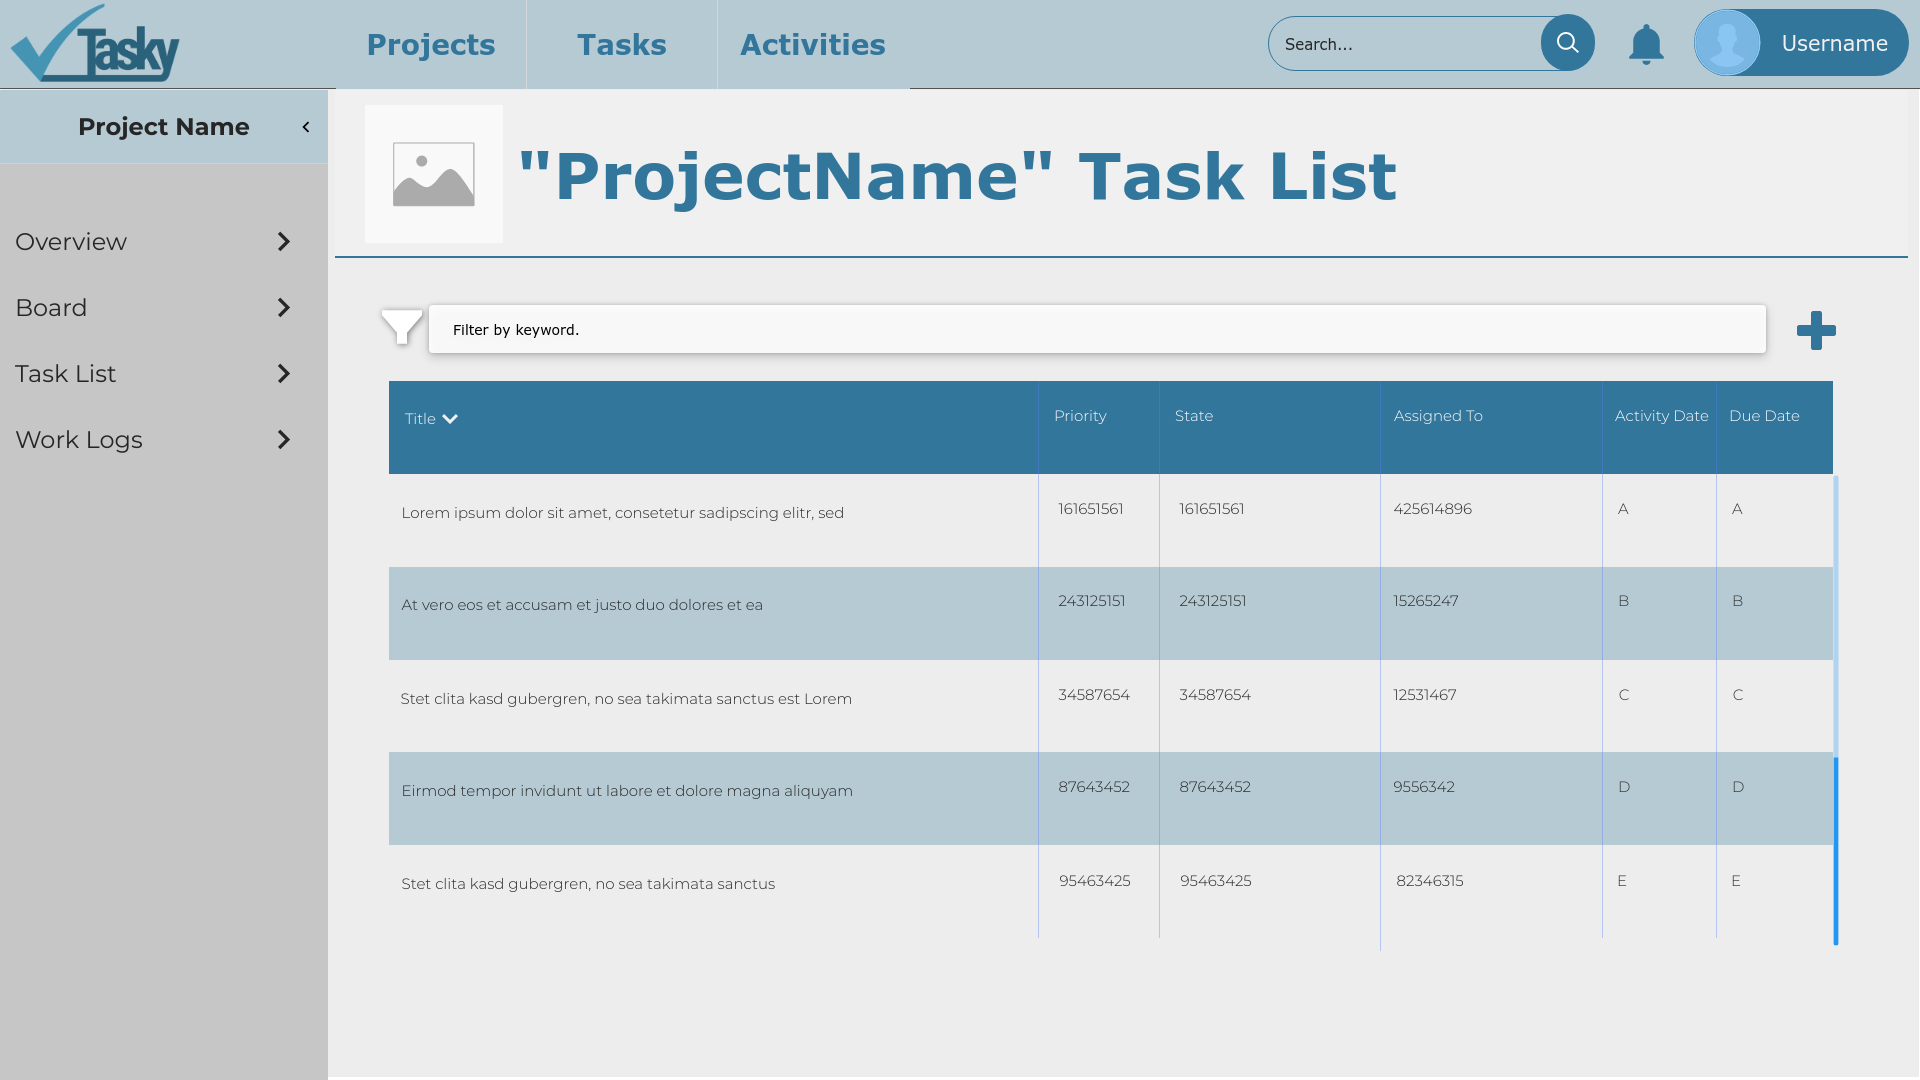 Tasky
Projects
Tasks
Activities
Search...
Username
Project Name
"ProjectName" Task List
Overview
Board
Task List
Work Logs
Filter by keyword.
Title Priority State Assigned To Activity Date Due Date
Lorem ipsum dolor sit amet, consetetur sadipscing elitr, sed 161651561 161651561 425614896 A A
At vero eos et accusam et justo duo dolores et ea 243125151 243125151 15265247 B B
Stet clita kasd gubergren, no sea takimata sanctus est Lorem 34587654 34587654 12531467 C C
Eirmod tempor invidunt ut labore et dolore magna aliquyam 87643452 87643452 9556342 D D
Stet clita kasd gubergren, no sea takimata sanctus 95463425 95463425 82346315 E E